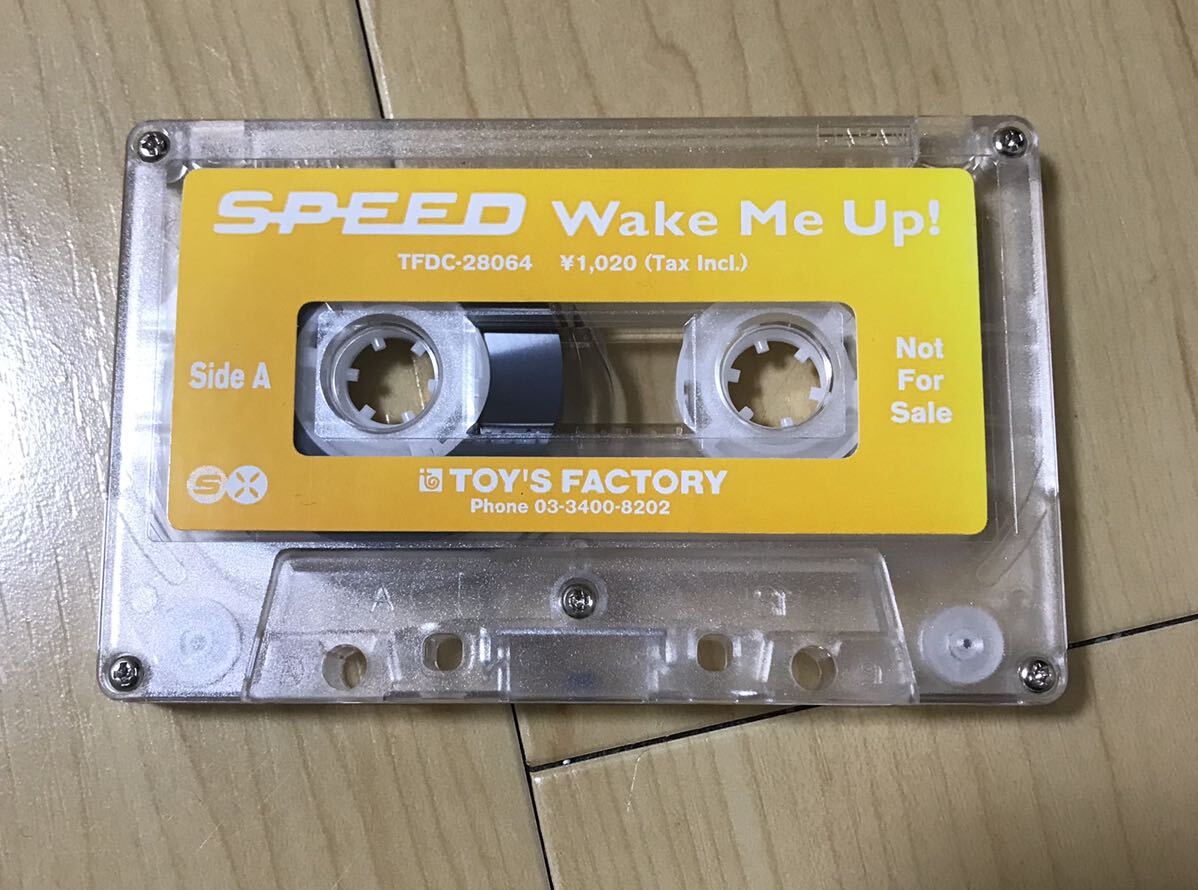 SPEED Wake Me Up!
TFDC-28064 ¥1,020 (Tax Incl.)
Side A
Not
For
Sale
TOY'S FACTORY
Phone 03-3400-8202
A